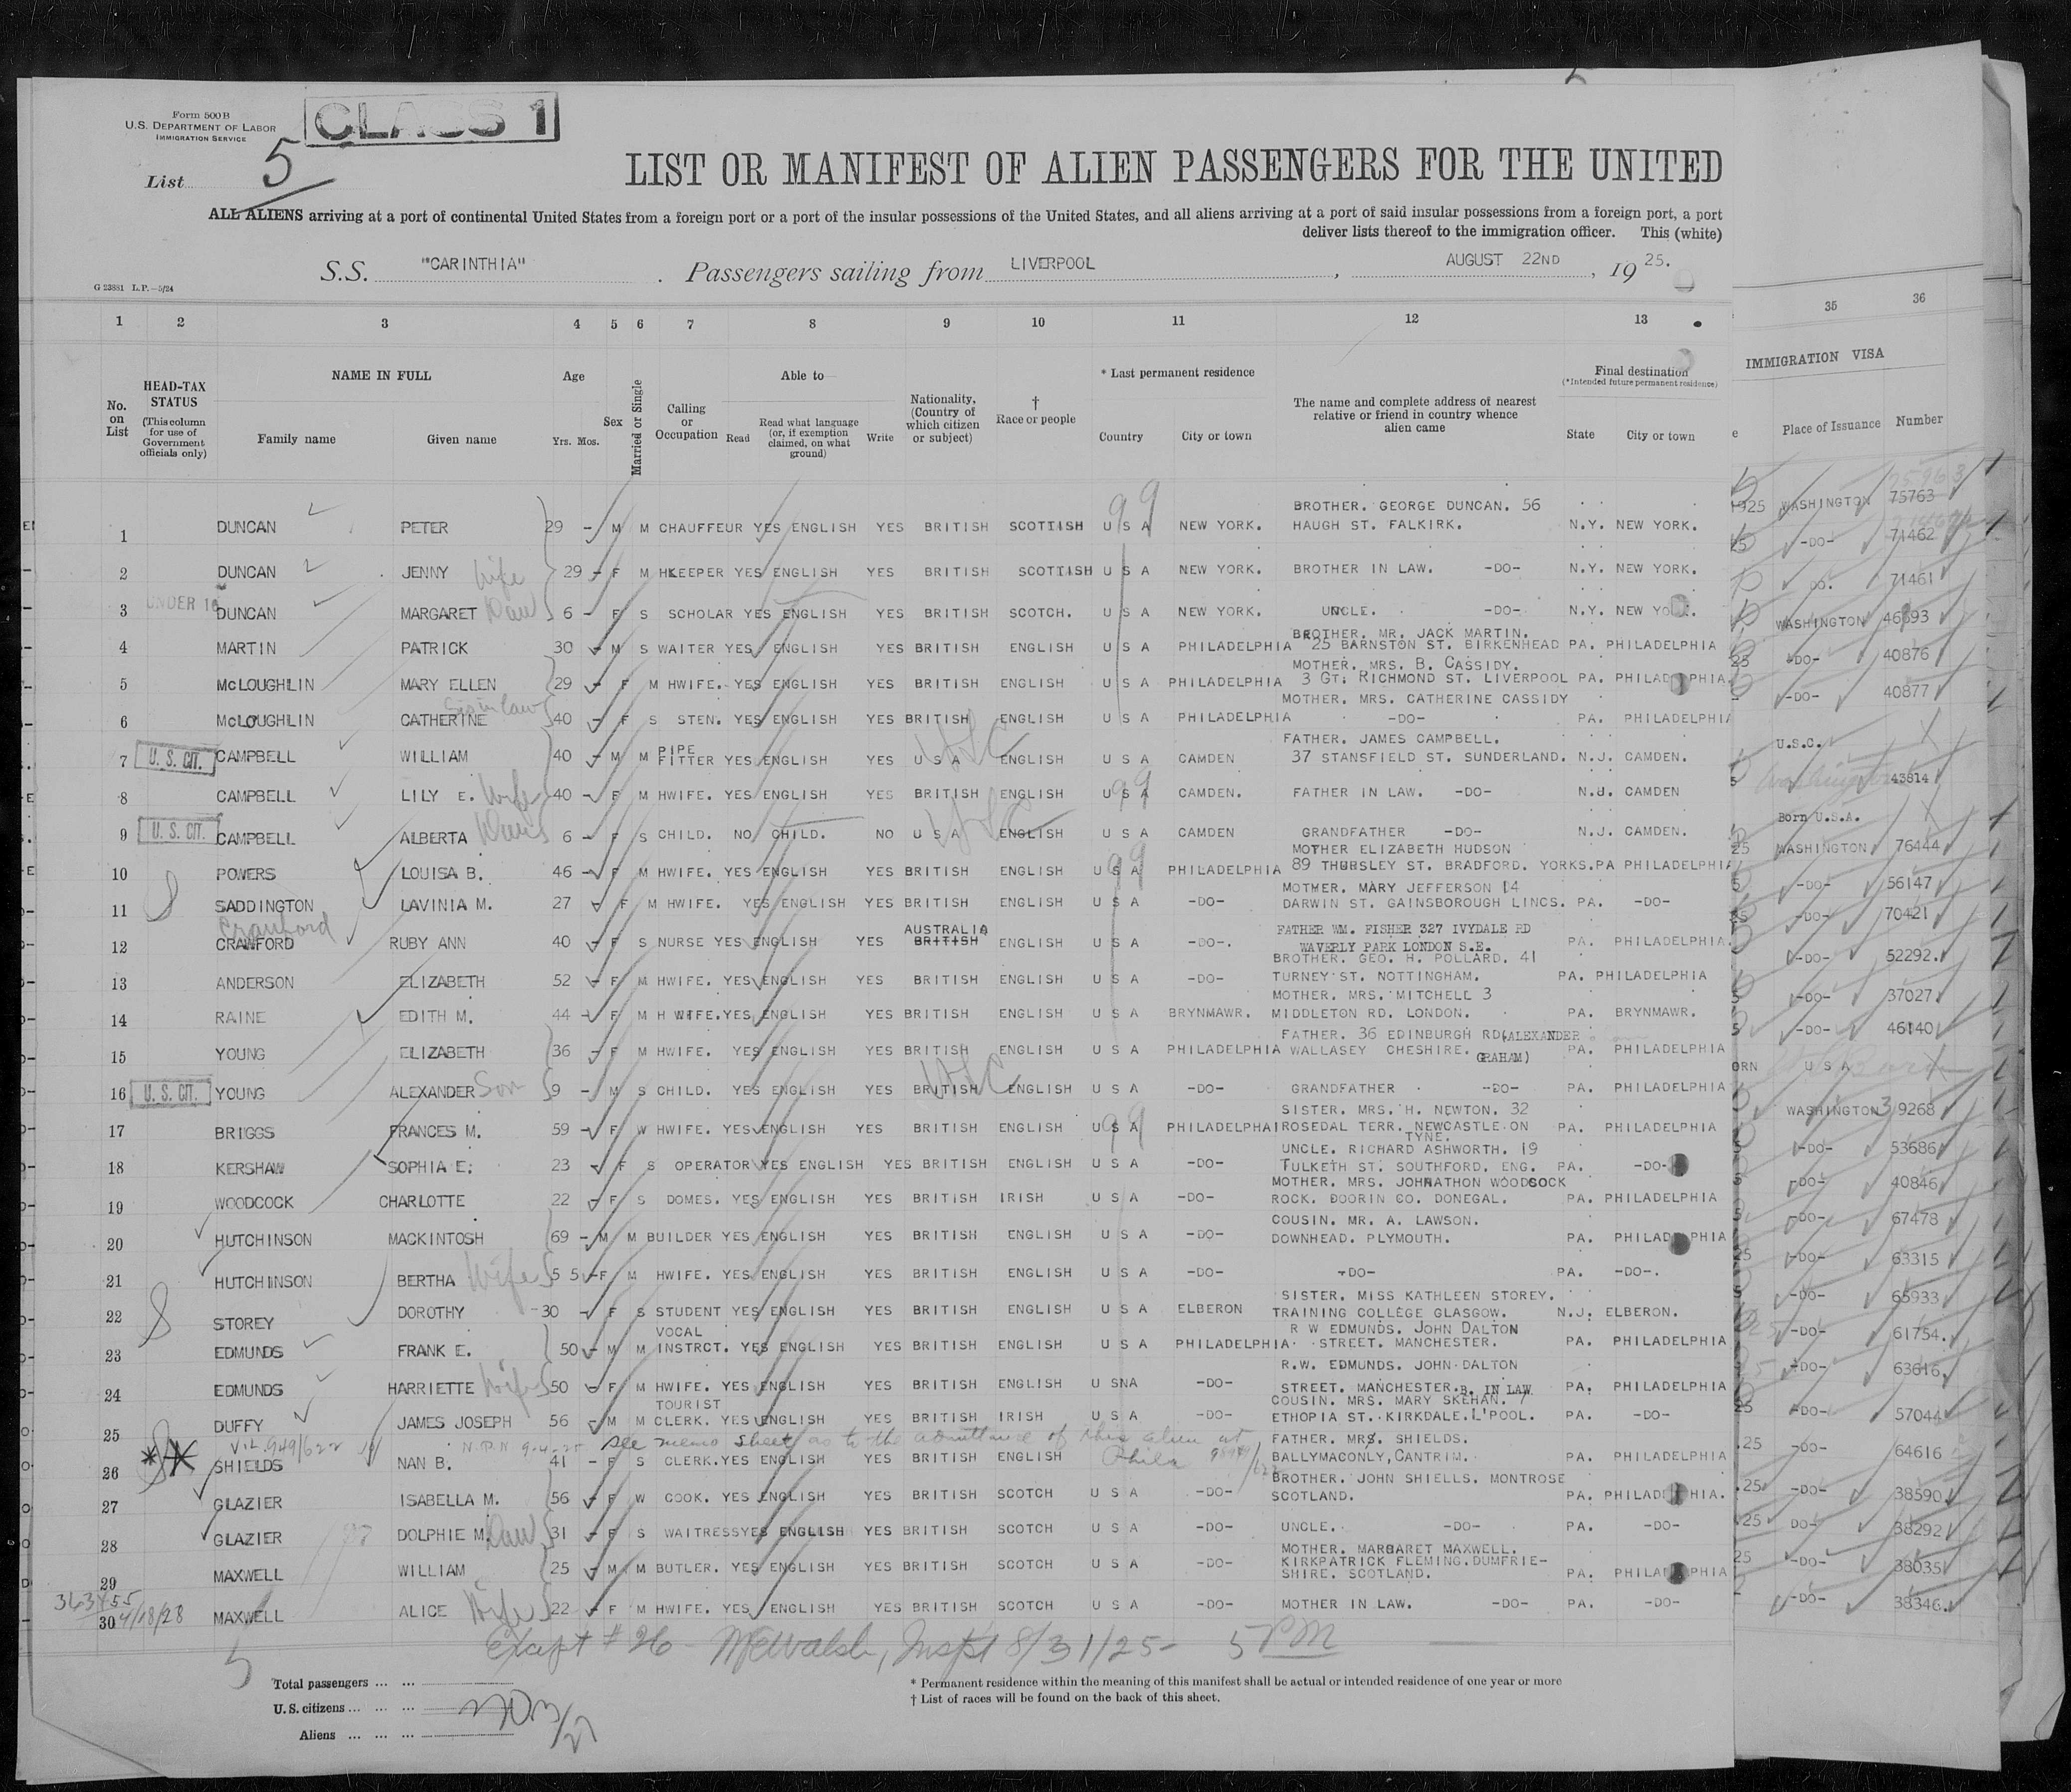 Form 500 B
U.S. DEPARTMENT OF LABOR
IMMIGRATION SERVICE
CLASS 1
List 5
LIST OR MANIFEST OF ALIEN PASSENGERS FOR THE UNITED
ALL ALIENS arriving at a port of continental United States from a foreign port or a port of the insular possessions of the United States, and all aliens arriving at a port of said insular possessions from a foreign port, a port
deliver lists thereof to the immigration officer. This (white)
S.S. "CARINTHIA" . Passengers sailing from LIVERPOOL , AUGUST 22ND , 19 25.
G 23881 L.P.—5/24
1 2 3 4 5 6 7 8 9 10 11 12 13 35 36
No. on List
HEAD-TAX STATUS (This column for use of Government officials only)
NAME IN FULL
Family name Given name
Age Yrs. Mos.
Sex
Married or Single
Calling or Occupation
Able to
Read Read what language (or, if exemption claimed, on what ground) Write
Nationality, (Country of which citizen or subject)
† Race or people
* Last permanent residence
Country City or town
The name and complete address of nearest relative or friend in country whence alien came
Final destination (*Intended future permanent residence)
State City or town
IMMIGRATION VISA
Place of Issuance Number
BROTHER. GEORGE DUNCAN. 56
1 DUNCAN PETER 29 - M M CHAUFFEUR YES ENGLISH YES BRITISH SCOTTISH U S A NEW YORK. HAUGH ST. FALKIRK. N.Y. NEW YORK. 1925 WASHINGTON 75763
2 DUNCAN JENNY Wife 29 - F M HKEEPER YES ENGLISH YES BRITISH SCOTTISH U S A NEW YORK. BROTHER IN LAW. -DO- N.Y. NEW YORK. -DO- 71462
3 UNDER 16 DUNCAN MARGARET Dau 6 - F S SCHOLAR YES ENGLISH YES BRITISH SCOTCH. U S A NEW YORK. UNCLE. -DO- N.Y. NEW YO DO. 71461
BROTHER. MR. JACK MARTIN.
4 MARTIN PATRICK 30 - M S WAITER YES ENGLISH YES BRITISH ENGLISH U S A PHILADELPHIA 25 BARNSTON ST. BIRKENHEAD PA. PHILADELPHIA WASHINGTON 46693
MOTHER. MRS. B. CASSIDY.
5 McLOUGHLIN MARY ELLEN 29 - F M HWIFE. YES ENGLISH YES BRITISH ENGLISH U S A PHILADELPHIA 3 GT. RICHMOND ST. LIVERPOOL PA. PHILADELPHIA. -DO- 40876
Sis in law MOTHER. MRS. CATHERINE CASSIDY
6 McLOUGHLIN CATHERINE 40 - F S STEN. YES ENGLISH YES BRITISH ENGLISH U S A PHILADELPHIA -DO- PA. PHILADELPHIA -DO- 40877
FATHER. JAMES CAMPBELL.
7 U. S. CIT. CAMPBELL WILLIAM 40 - M M PIPE FITTER YES ENGLISH YES U S A ENGLISH U S A CAMDEN 37 STANSFIELD ST. SUNDERLAND. N.J. CAMDEN. U.S.C.
8 CAMPBELL LILY E. Wife 40 - F M HWIFE. YES ENGLISH YES BRITISH ENGLISH U S A CAMDEN. FATHER IN LAW. -DO- N.J. CAMDEN Washington 43814
9 U. S. CIT. CAMPBELL ALBERTA Dau 6 - F S CHILD. NO CHILD. NO U S A ENGLISH U S A CAMDEN GRANDFATHER -DO- N.J. CAMDEN. BORN U.S.A.
MOTHER ELIZABETH HUDSON
10 POWERS LOUISA B. 46 - F M HWIFE. YES ENGLISH YES BRITISH ENGLISH U S A PHILADELPHIA 89 THURSLEY ST. BRADFORD. YORKS. PA PHILADELPHIA WASHINGTON 76444
MOTHER. MARY JEFFERSON 14
11 SADDINGTON LAVINIA M. 27 - F M HWIFE. YES ENGLISH YES BRITISH ENGLISH U S A -DO- DARWIN ST. GAINSBOROUGH LINCS. PA. -DO- -DO- 56147
Crawford AUSTRALIA FATHER WM. FISHER 327 IVYDALE RD
12 CRAWFORD RUBY ANN 40 - F S NURSE YES ENGLISH YES BRITISH ENGLISH U S A -DO-. WAVERLY PARK LONDON S.E. PA. PHILADELPHIA. -DO- 70421
BROTHER. GEO. H. POLLARD. 41
13 ANDERSON ELIZABETH 52 - F M HWIFE. YES ENGLISH YES BRITISH ENGLISH U S A -DO- TURNEY ST. NOTTINGHAM. PA. PHILADELPHIA -DO- 52292.
MOTHER. MRS. MITCHELL 3
14 RAINE EDITH M. 44 - F M H WIFE. YES ENGLISH YES BRITISH ENGLISH U S A BRYNMAWR. MIDDLETON RD. LONDON. PA. BRYNMAWR. -DO- 37027.
FATHER. 36 EDINBURGH RD (ALEXANDER
15 YOUNG ELIZABETH 36 - F M HWIFE. YES ENGLISH YES BRITISH ENGLISH U S A PHILADELPHIA WALLASEY CHESHIRE. GRAHAM) PA. PHILADELPHIA -DO- 46140
16 U. S. CIT. YOUNG ALEXANDER Son 9 - M S CHILD. YES ENGLISH YES BRITISH ENGLISH U S A -DO- GRANDFATHER -DO- PA. PHILADELPHIA ORN U S A
SISTER. MRS. H. NEWTON. 32
17 BRIGGS FRANCES M. 59 - F W HWIFE. YES ENGLISH YES BRITISH ENGLISH U S A PHILADELPHAI ROSEDAL TERR. NEWCASTLE ON TYNE. PA. PHILADELPHIA WASHINGTON 39268
UNCLE. RICHARD ASHWORTH. 19
18 KERSHAW SOPHIA E. 23 - F S OPERATOR YES ENGLISH YES BRITISH ENGLISH U S A -DO- TULKETH ST. SOUTHFORD. ENG. PA. -DO- -DO- 53686
MOTHER. MRS. JOHNATHON WOODCOCK
19 WOODCOCK CHARLOTTE 22 - F S DOMES. YES ENGLISH YES BRITISH IRISH U S A -DO- ROCK. DOORIN CO. DONEGAL. PA. PHILADELPHIA -DO- 40846
COUSIN. MR. A. LAWSON.
20 HUTCHINSON MACKINTOSH 69 - M M BUILDER YES ENGLISH YES BRITISH ENGLISH U S A -DO- DOWNHEAD. PLYMOUTH. PA. PHILADELPHIA -DO- 67478
21 HUTCHINSON BERTHA Wife 5 5 - F M HWIFE. YES ENGLISH YES BRITISH ENGLISH U S A -DO- -DO- PA. -DO-. -DO- 63315
SISTER. MISS KATHLEEN STOREY.
22 STOREY DOROTHY 30 - F S STUDENT YES ENGLISH YES BRITISH ENGLISH U S A ELBERON TRAINING COLLEGE GLASGOW. N.J. ELBERON. -DO- 65933
VOCAL R W EDMUNDS. JOHN DALTON
23 EDMUNDS FRANK E. 50 - M M INSTRCT. YES ENGLISH YES BRITISH ENGLISH U S A PHILADELPHIA. STREET. MANCHESTER. PA. PHILADELPHIA -DO- 61754.
R.W. EDMUNDS. JOHN DALTON
24 EDMUNDS HARRIETTE Wife 50 - F M HWIFE. YES ENGLISH YES BRITISH ENGLISH U SNA -DO- STREET. MANCHESTER. B. IN LAW PA. PHILADELPHIA -DO- 63616
TOURIST COUSIN. MRS. MARY SKEHAN. 7
25 DUFFY JAMES JOSEPH 56 - M M CLERK. YES ENGLISH YES BRITISH IRISH U S A -DO- ETHOPIA ST. KIRKDALE. L'POOL. PA. -DO- -DO- 57044
see memo sheet as to the admittance of this alien at Phila FATHER. MRS. SHIELDS.
26 SHIELDS NAN B. 41 - F S CLERK. YES ENGLISH YES BRITISH ENGLISH BALLYMACONLY, CANTRIM. PA. PHILADELPHIA .25 -DO- 64616
BROTHER. JOHN SHIELLS. MONTROSE
27 GLAZIER ISABELLA M. 56 - F W COOK. YES ENGLISH YES BRITISH SCOTCH U S A -DO- SCOTLAND. PA. PHILADELPHIA. .25 -DO- 38590
28 GLAZIER DOLPHIE M. Dau 31 - F S WAITRESS YES ENGLISH YES BRITISH SCOTCH U S A -DO- UNCLE. -DO- PA. -DO- .25 DO- 38292
MOTHER. MARGARET MAXWELL.
29 MAXWELL WILLIAM 25 - M M BUTLER. YES ENGLISH YES BRITISH SCOTCH U S A -DO- KIRKPATRICK FLEMING. DUMFRIE-
SHIRE. SCOTLAND. PA. PHILADELPHIA 25 -DO- 38035
363455
30 4/18/28 MAXWELL ALICE Wife 22 - F M HWIFE. YES ENGLISH YES BRITISH SCOTCH U S A -DO- MOTHER IN LAW. -DO- PA. -DO- -DO- 38346.
Except # 26 McWalsh, Inspt 8/31/25- 5 PM
Total passengers ... ...
U.S. citizens ... ... ...
Aliens ... ... ...
* Permanent residence within the meaning of this manifest shall be actual or intended residence of one year or more
† List of races will be found on the back of this sheet.